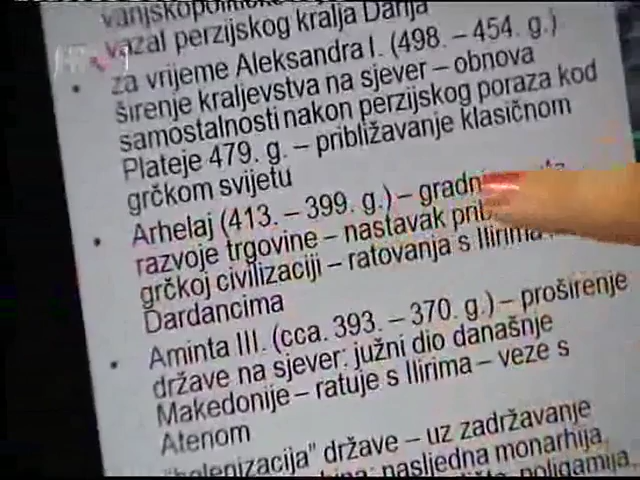 vanjskopolitičke
vazal perzijskog kralja Darija
za vrijeme Aleksandra I. (498. – 454. g.)
širenje kraljevstva na sjever – obnova
samostalnosti nakon perzijskog poraza kod
Plateje 479. g. – približavanje klasičnom
grčkom svijetu
Arhelaj (413. – 399. g.) –
razvoje trgovine – nastavak
grčkoj civilizaciji – ratovanja s Ilirima
Dardancima
Aminta III. (cca. 393. – 370. g.) – proširenje
države na sjever: južni dio današnje
Makedonije – ratuje s Ilirima – veze s
Atenom
"helenizacija" države – uz zadržavanje
nasljedna monarhija,
poligamija,